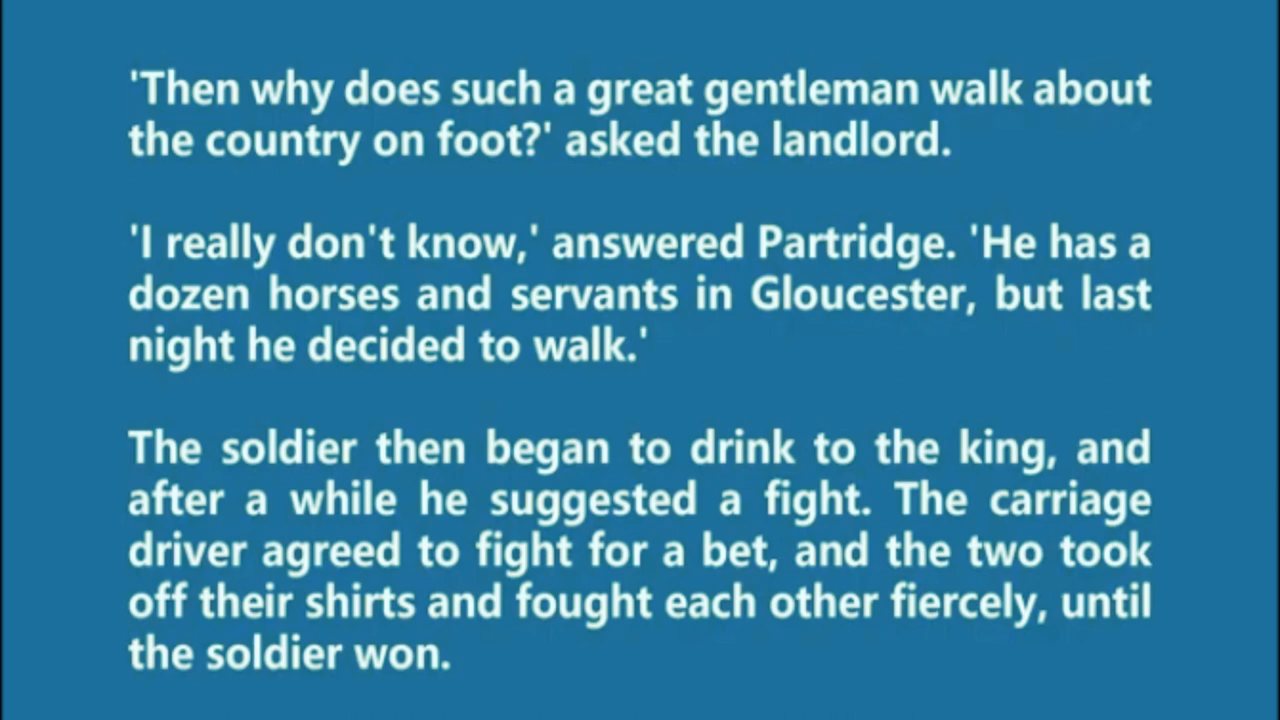 'Then why does such a great gentleman walk about
the country on foot?' asked the landlord.
'I really don't know,' answered Partridge. 'He has a
dozen horses and servants in Gloucester, but last
night he decided to walk.'
The soldier then began to drink to the king, and
after a while he suggested a fight. The carriage
driver agreed to fight for a bet, and the two took
off their shirts and fought each other fiercely, until
the soldier won.